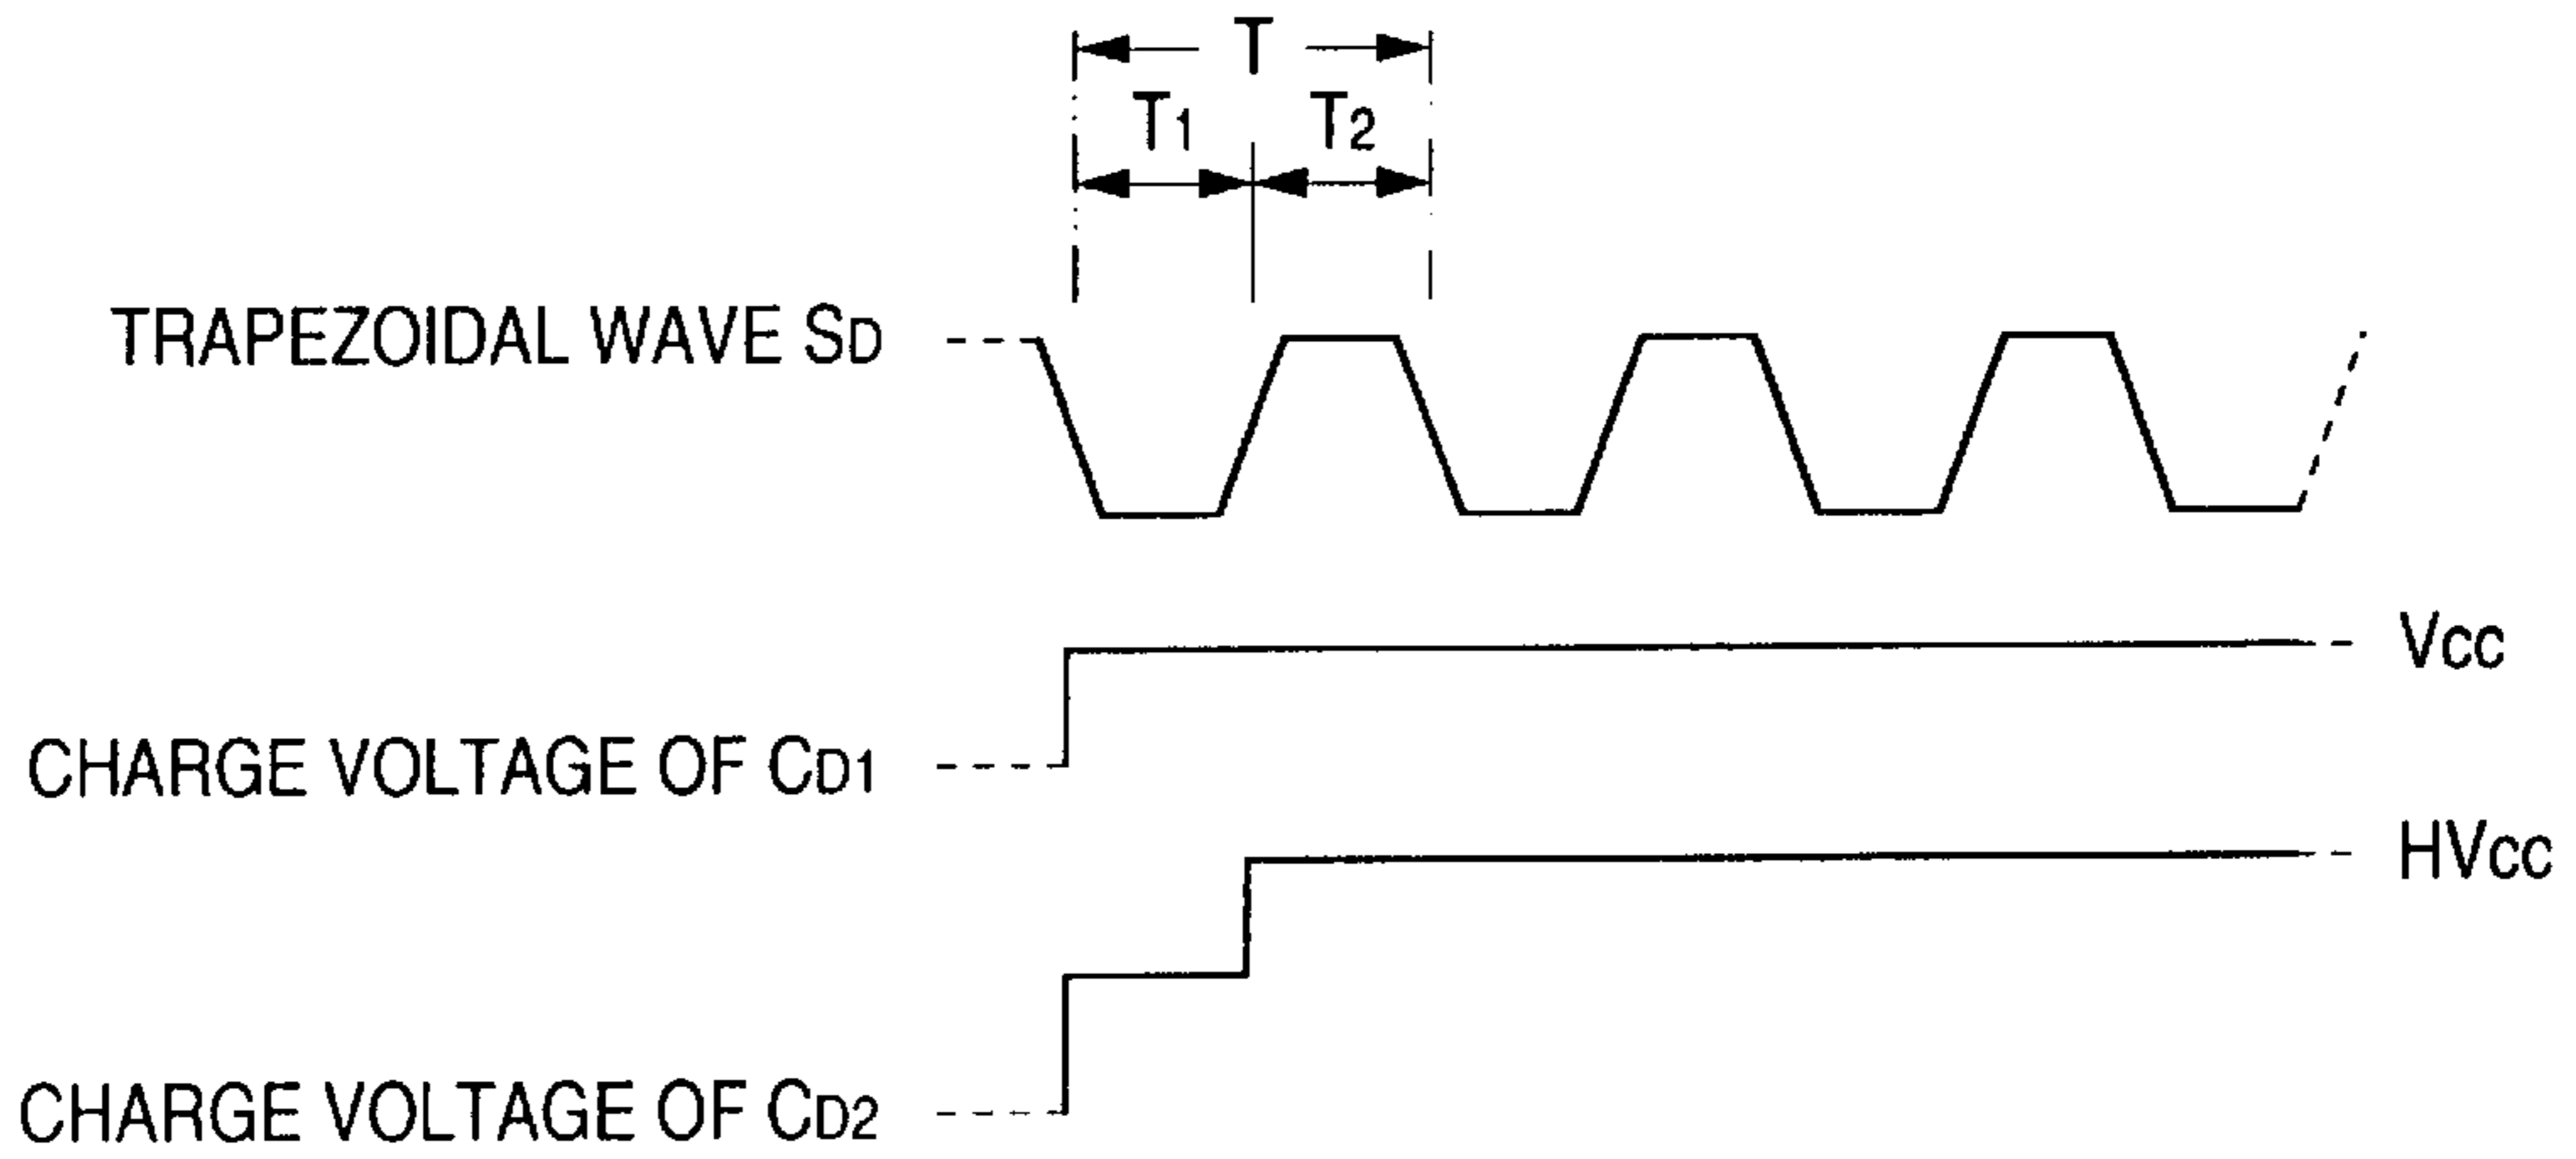 T
T1 T2
TRAPEZOIDAL WAVE SD
VCC
CHARGE VOLTAGE OF CD1
HVCC
CHARGE VOLTAGE OF CD2